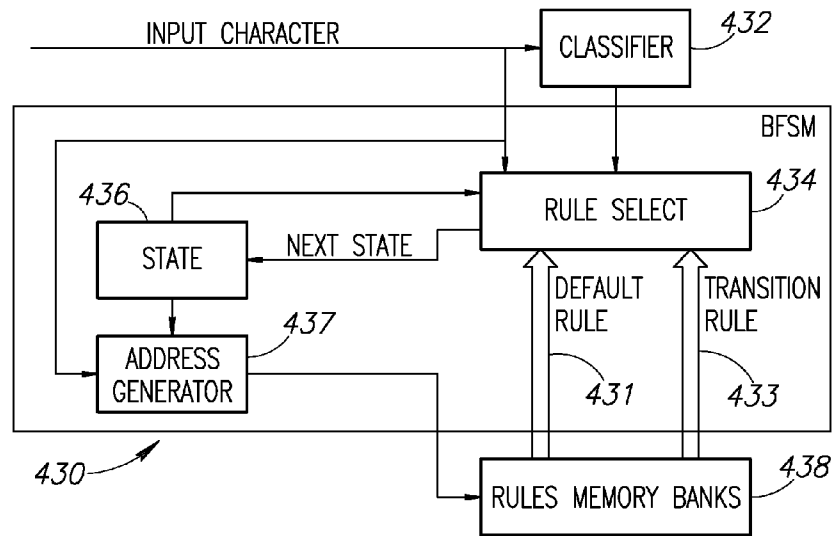 INPUT CHARACTER
CLASSIFIER
432
BFSM
434
436
RULE SELECT
STATE
NEXT STATE
DEFAULT
RULE
TRANSITION
RULE
437
ADDRESS
GENERATOR
431
433
430
438
RULES MEMORY BANKS